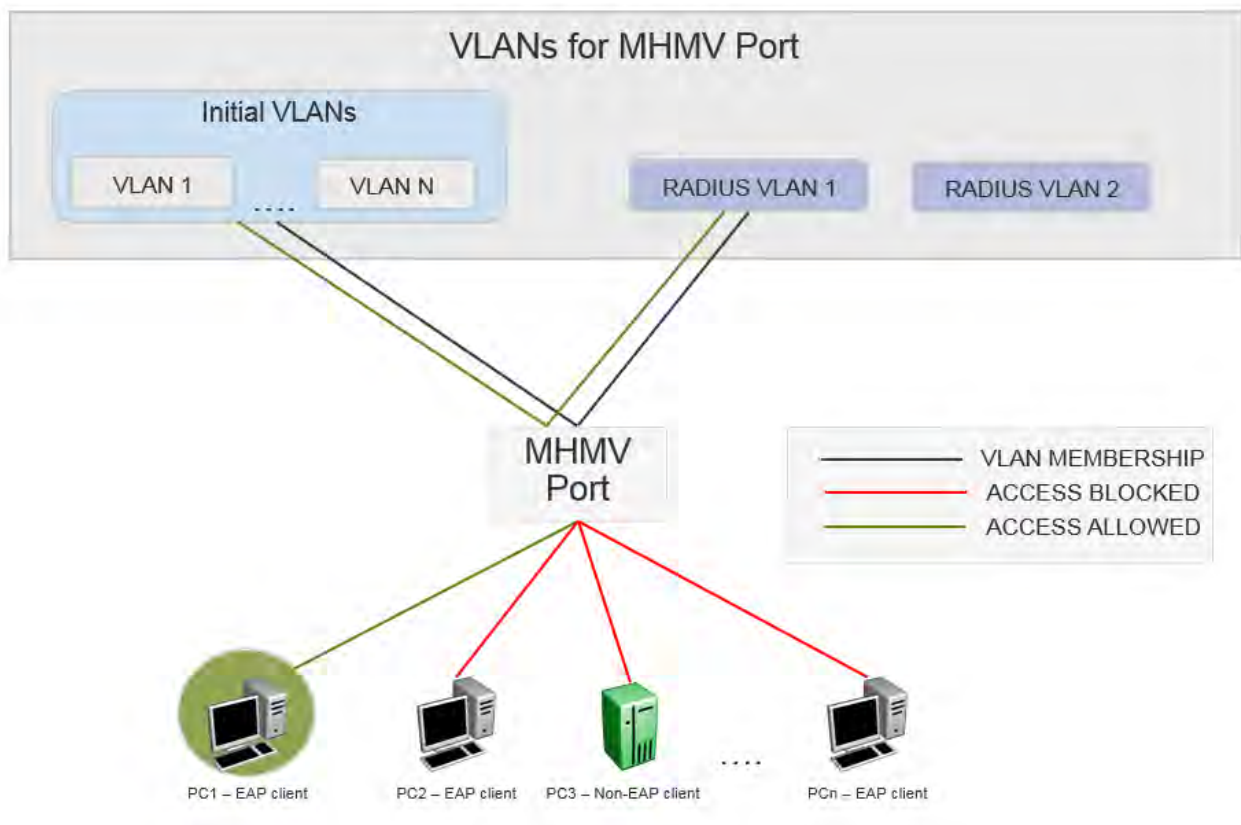 VLANs for MHMV Port
Initial VLANs
VLAN 1
....
VLAN N
RADIUS VLAN 1
RADIUS VLAN 2
MHMV
Port
VLAN MEMBERSHIP
ACCESS BLOCKED
ACCESS ALLOWED
PC1 – EAP client
PC2 – EAP client
PC3 – Non-EAP client
....
PCn – EAP client